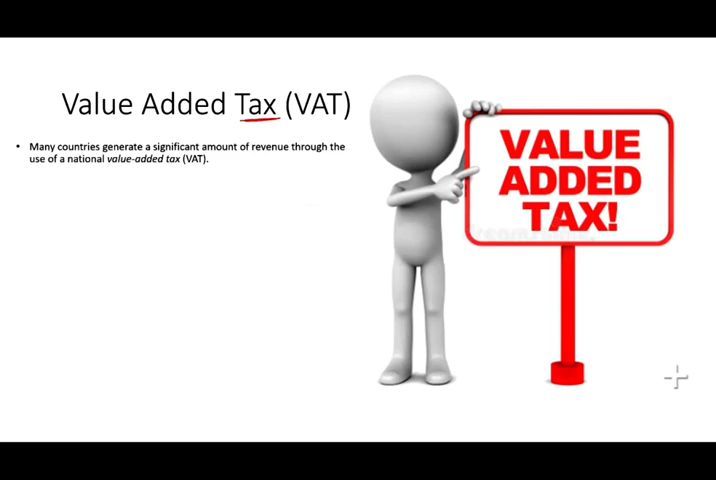 Value Added Tax (VAT)
• Many countries generate a significant amount of revenue through the
use of a national value-added tax (VAT).
VALUE
ADDED
TAX!